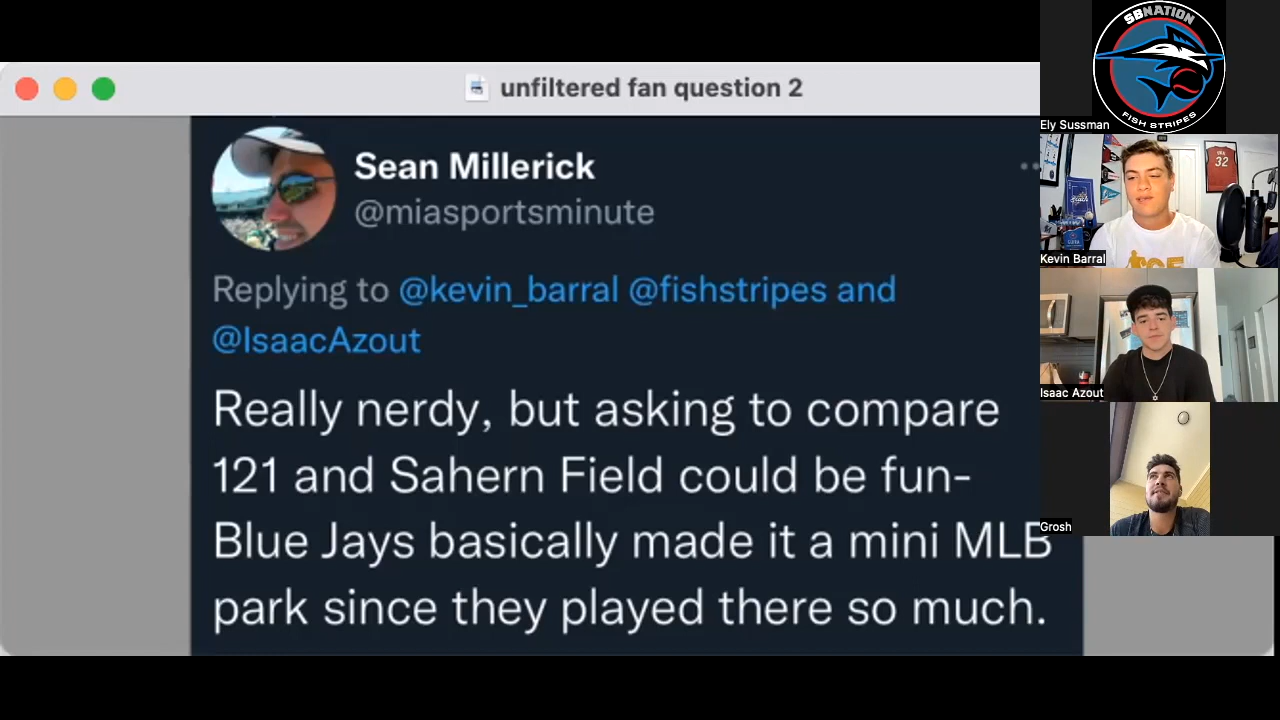 unfiltered fan question 2
Sean Millerick
@miasportsminute
Replying to @kevin_barral @fishstripes and
@IsaacAzout
Really nerdy, but asking to compare
121 and Sahern Field could be fun-
Blue Jays basically made it a mini MLB
park since they played there so much.
SBNATION
FISH STRIPES
Ely Sussman
32
Kevin Barral
Isaac Azout
Grosh